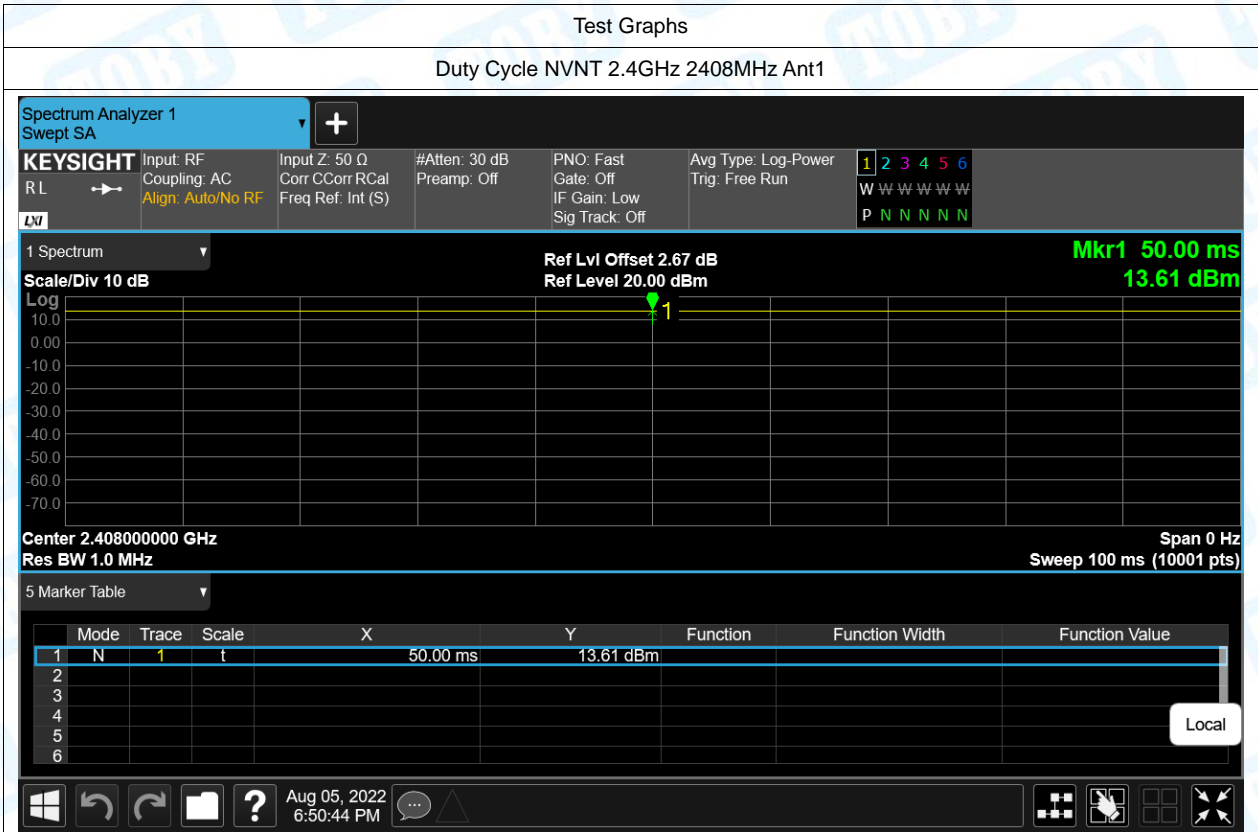 Test Graphs
Duty Cycle NVNT 2.4GHz 2408MHz Ant1
Spectrum Analyzer 1
Swept SA
KEYSIGHT
R L
LXI
Input: RF
Coupling: AC
Align: Auto/No RF
Input Z: 50 Ω
Corr CCorr RCal
Freq Ref: Int (S)
#Atten: 30 dB
Preamp: Off
PNO: Fast
Gate: Off
IF Gain: Low
Sig Track: Off
Avg Type: Log-Power
Trig: Free Run
1 2 3 4 5 6
W W W W W W
P N N N N N
1 Spectrum
Scale/Div 10 dB
Ref Lvl Offset 2.67 dB
Ref Level 20.00 dBm
Mkr1 50.00 ms
13.61 dBm
Log
1
10.0
0.00
-10.0
-20.0
-30.0
-40.0
-50.0
-60.0
-70.0
Center 2.408000000 GHz
Res BW 1.0 MHz
Span 0 Hz
Sweep 100 ms (10001 pts)
5 Marker Table
Mode Trace Scale X Y Function Function Width Function Value
1 N 1 t 50.00 ms 13.61 dBm
2
3
4
5
6
Local
?
Aug 05, 2022
6:50:44 PM
TOBY